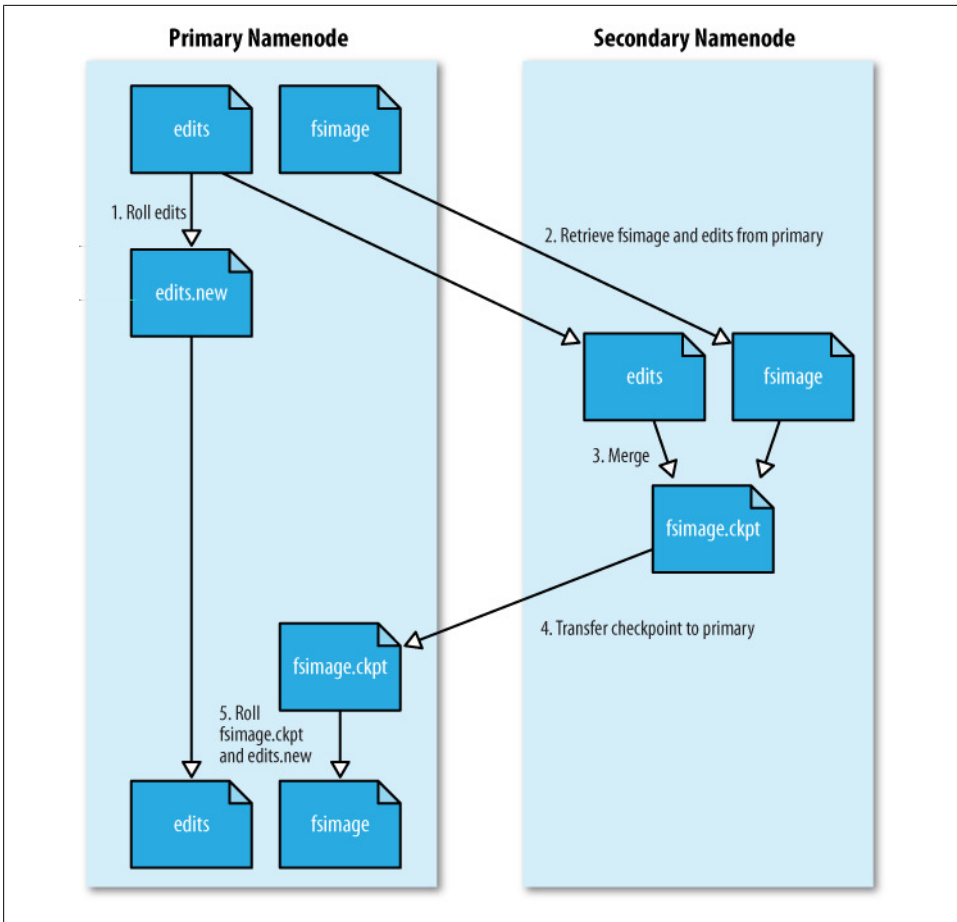 Primary Namenode
Secondary Namenode
edits
fsimage
1. Roll edits
2. Retrieve fsimage and edits from primary
edits.new
edits
fsimage
3. Merge
fsimage.ckpt
4. Transfer checkpoint to primary
fsimage.ckpt
5. Roll
fsimage.ckpt
and edits.new
edits
fsimage